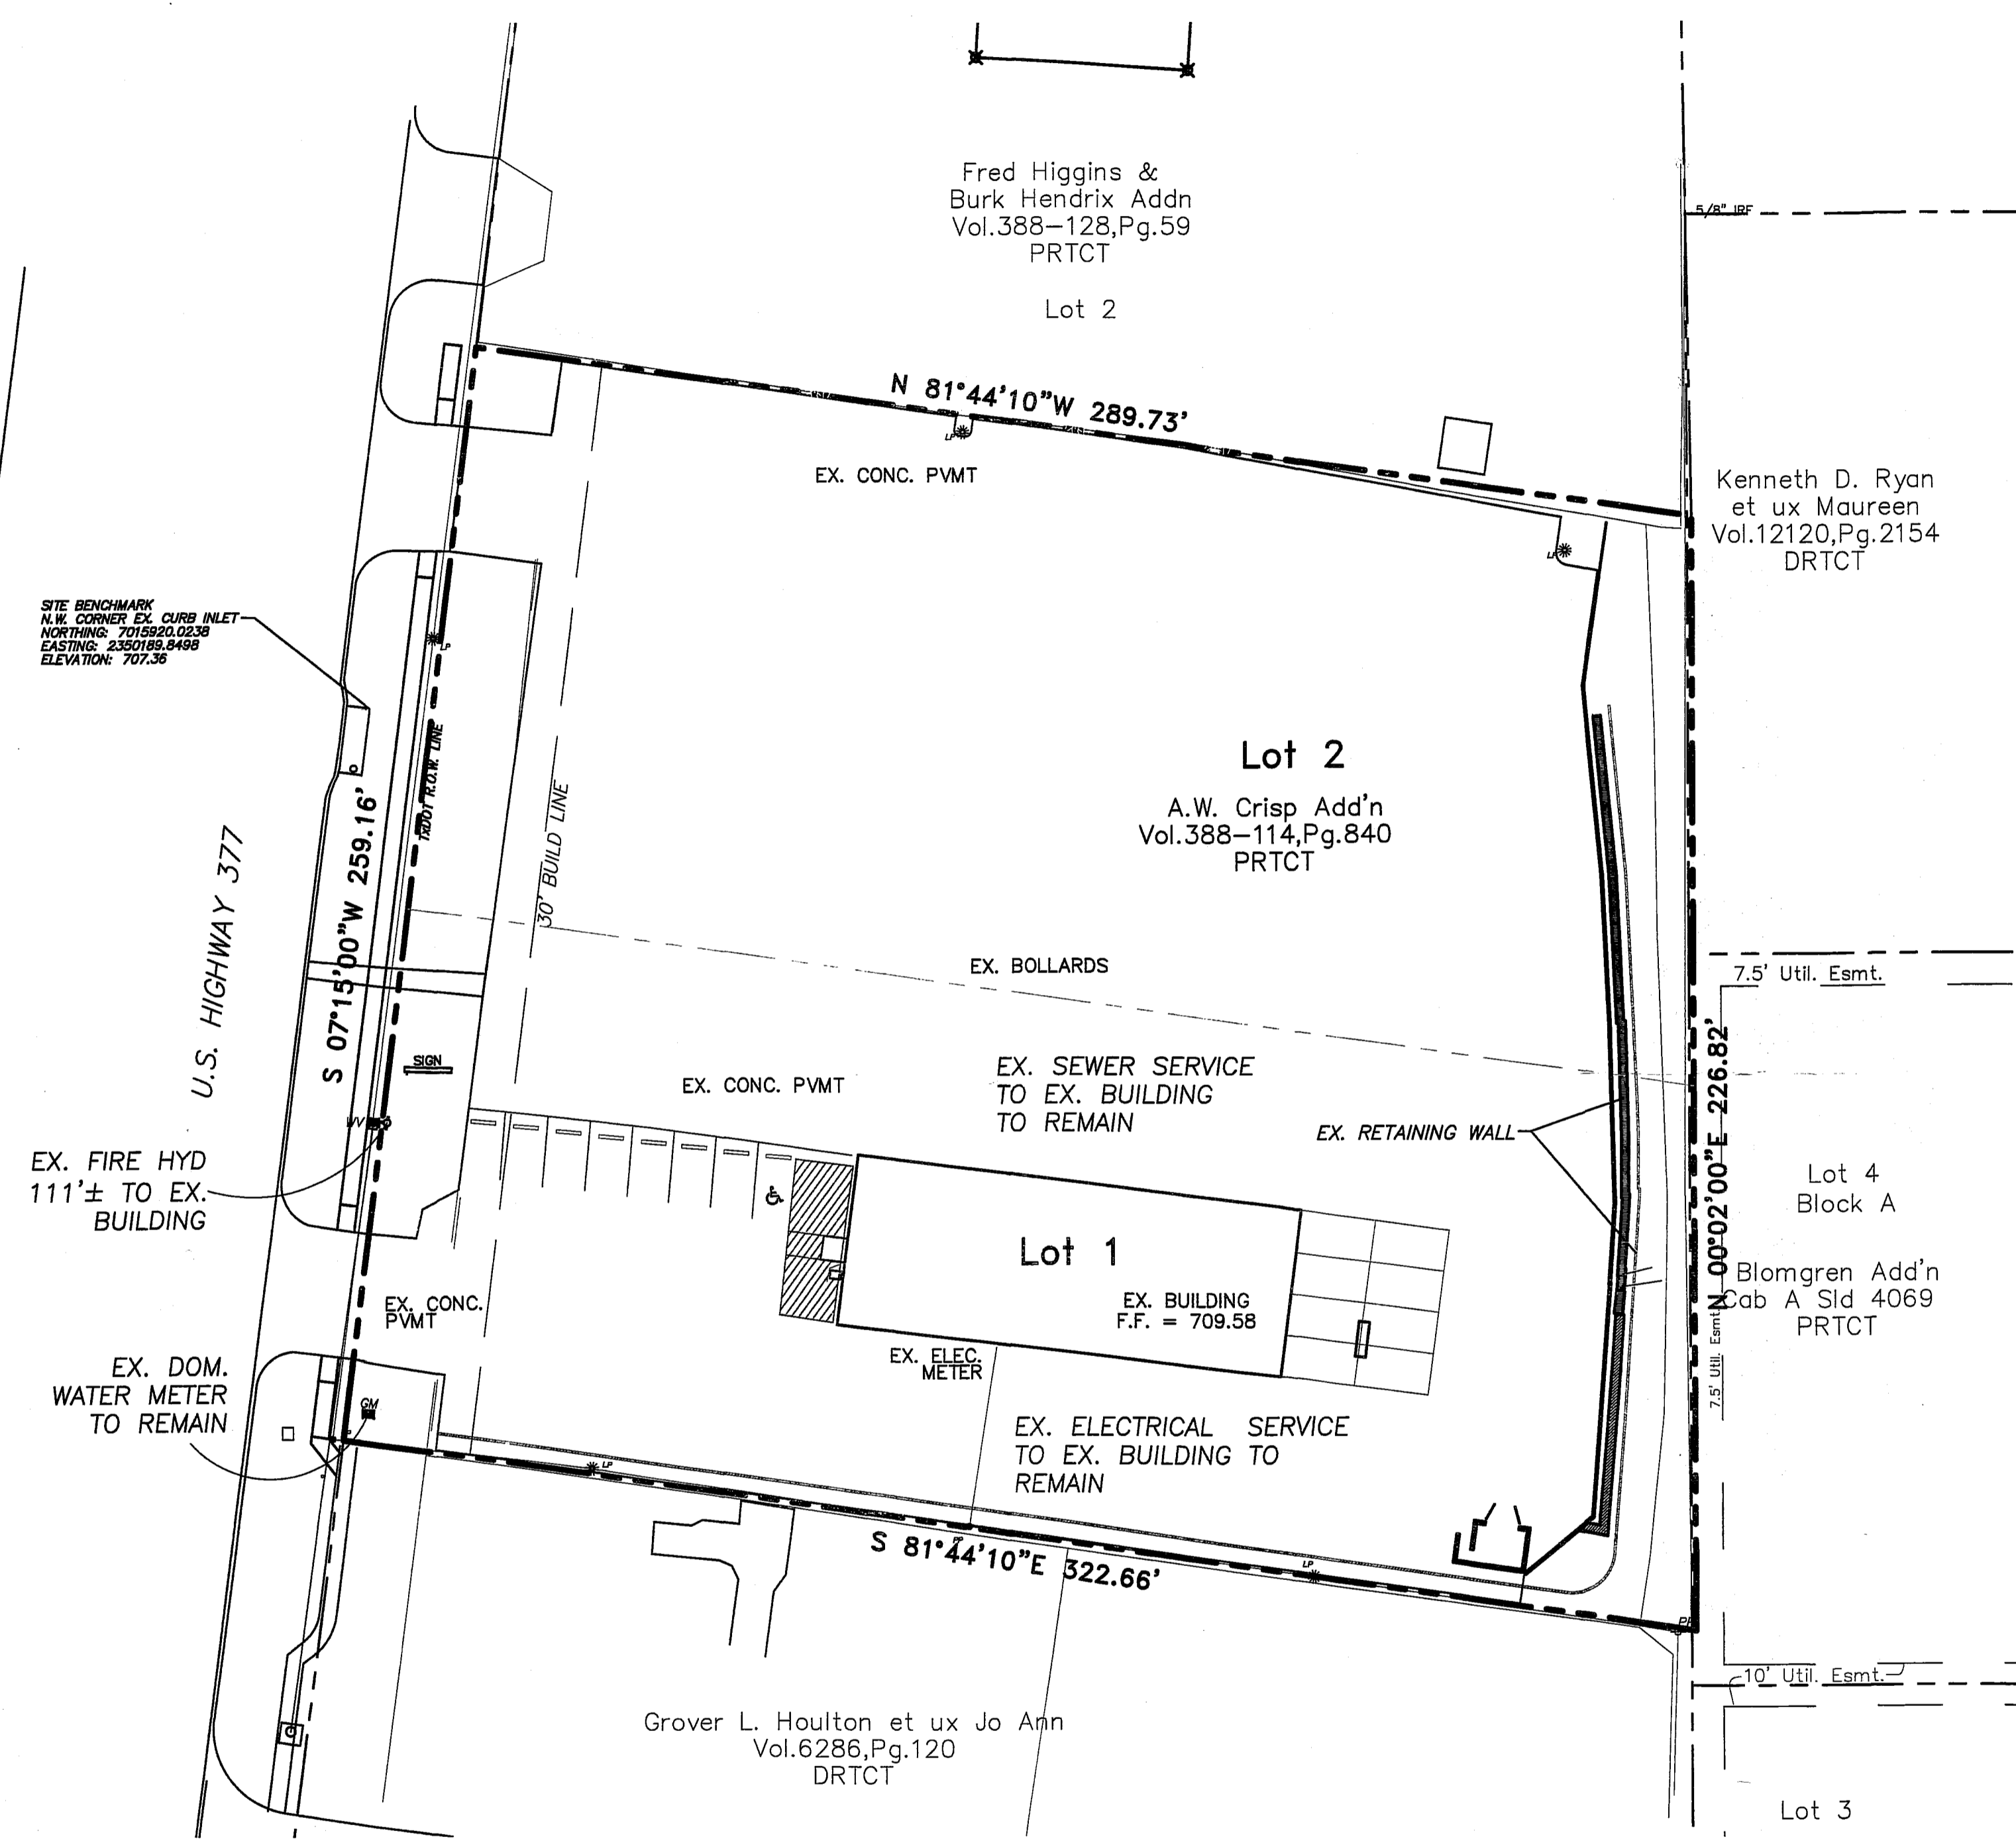 Fred Higgins &
Burk Hendrix Addn
Vol.388-128,Pg.59
PRTCT
Lot 2
5/8" IRF
N 81°44'10"W 289.73'
LP
EX. CONC. PVMT
Kenneth D. Ryan
et ux Maureen
Vol.12120,Pg.2154
DRTCT
LP
SITE BENCHMARK
N.W. CORNER EX. CURB INLET
NORTHING: 7015920.0238
EASTING: 2350189.8498
ELEVATION: 707.36
LP
TXDOT R.O.W. LINE
S 07°15'00"W 259.16'
30' BUILD LINE
U.S. HIGHWAY 377
Lot 2
A.W. Crisp Add'n
Vol.388-114,Pg.840
PRTCT
EX. BOLLARDS
7.5' Util. Esmt.
N 00°02'00"E 226.82'
SIGN
EX. CONC. PVMT
EX. SEWER SERVICE
TO EX. BUILDING
TO REMAIN
EX. RETAINING WALL
WV
EX. FIRE HYD
111'± TO EX.
BUILDING
Lot 4
Block A
Blomgren Add'n
Cab A Sld 4069
PRTCT
7.5' Util. Esmt.
Lot 1
EX. BUILDING
F.F. = 709.58
EX. CONC.
PVMT
EX. ELEC.
METER
EX. DOM.
WATER METER
TO REMAIN
GM
EX. ELECTRICAL SERVICE
TO EX. BUILDING TO
REMAIN
LP
S 81°44'10"E 322.66'
LP
10' Util. Esmt.
Grover L. Houlton et ux Jo Ann
Vol.6286,Pg.120
DRTCT
Lot 3